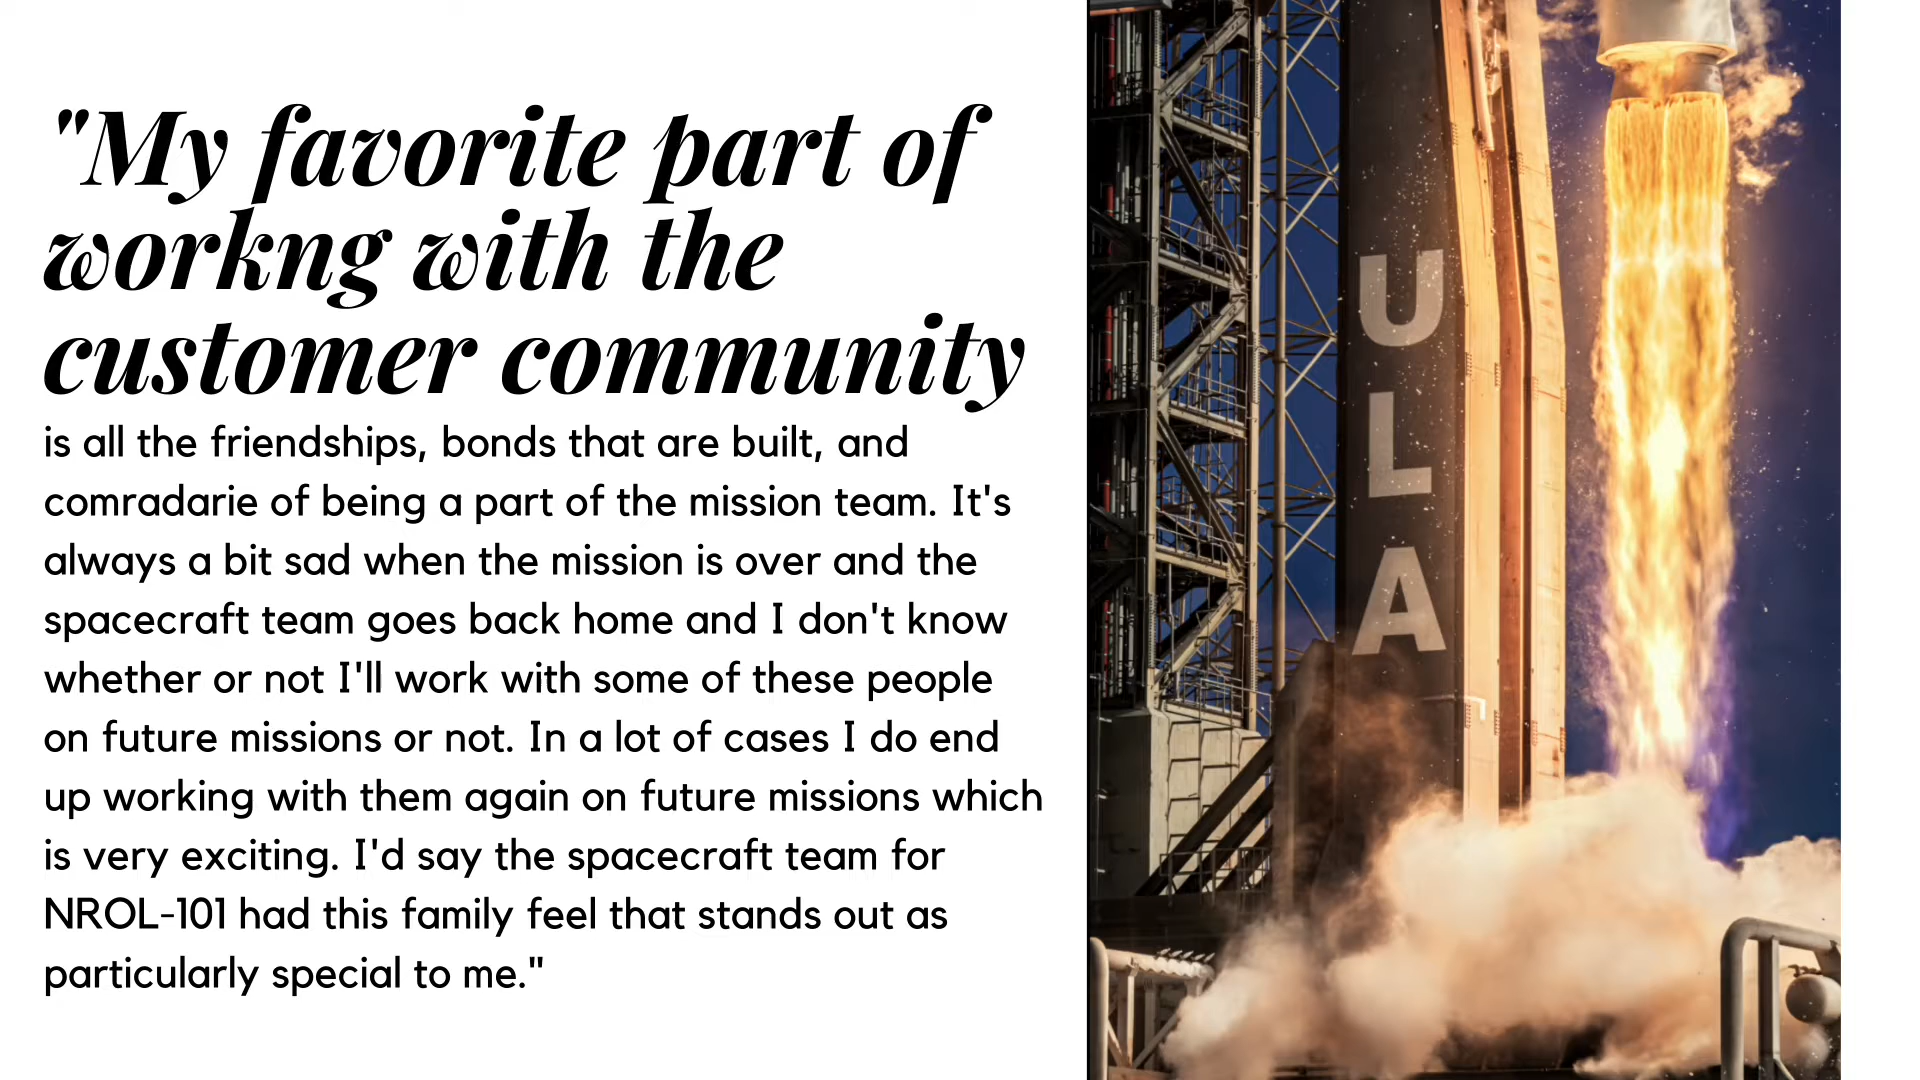 "My favorite part of
workng with the
customer community
is all the friendships, bonds that are built, and
comradarie of being a part of the mission team. It's
always a bit sad when the mission is over and the
spacecraft team goes back home and I don't know
whether or not I'll work with some of these people
on future missions or not. In a lot of cases I do end
up working with them again on future missions which
is very exciting. I'd say the spacecraft team for
NROL-101 had this family feel that stands out as
particularly special to me."
ULA